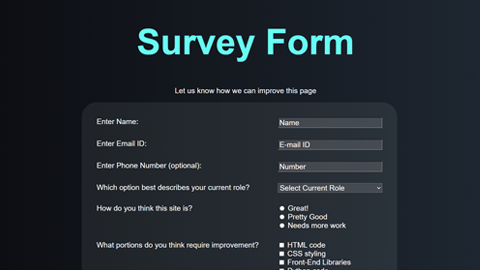 Survey Form
Let us know how we can improve this page
Enter Name:
Name
Enter Email ID:
E-mail ID
Enter Phone Number (optional):
Number
Which option best describes your current role?
Select Current Role
How do you think this site is?
Great!
Pretty Good
Needs more work
What portions do you think require improvement?
HTML code
CSS styling
Front-End Libraries
Python code